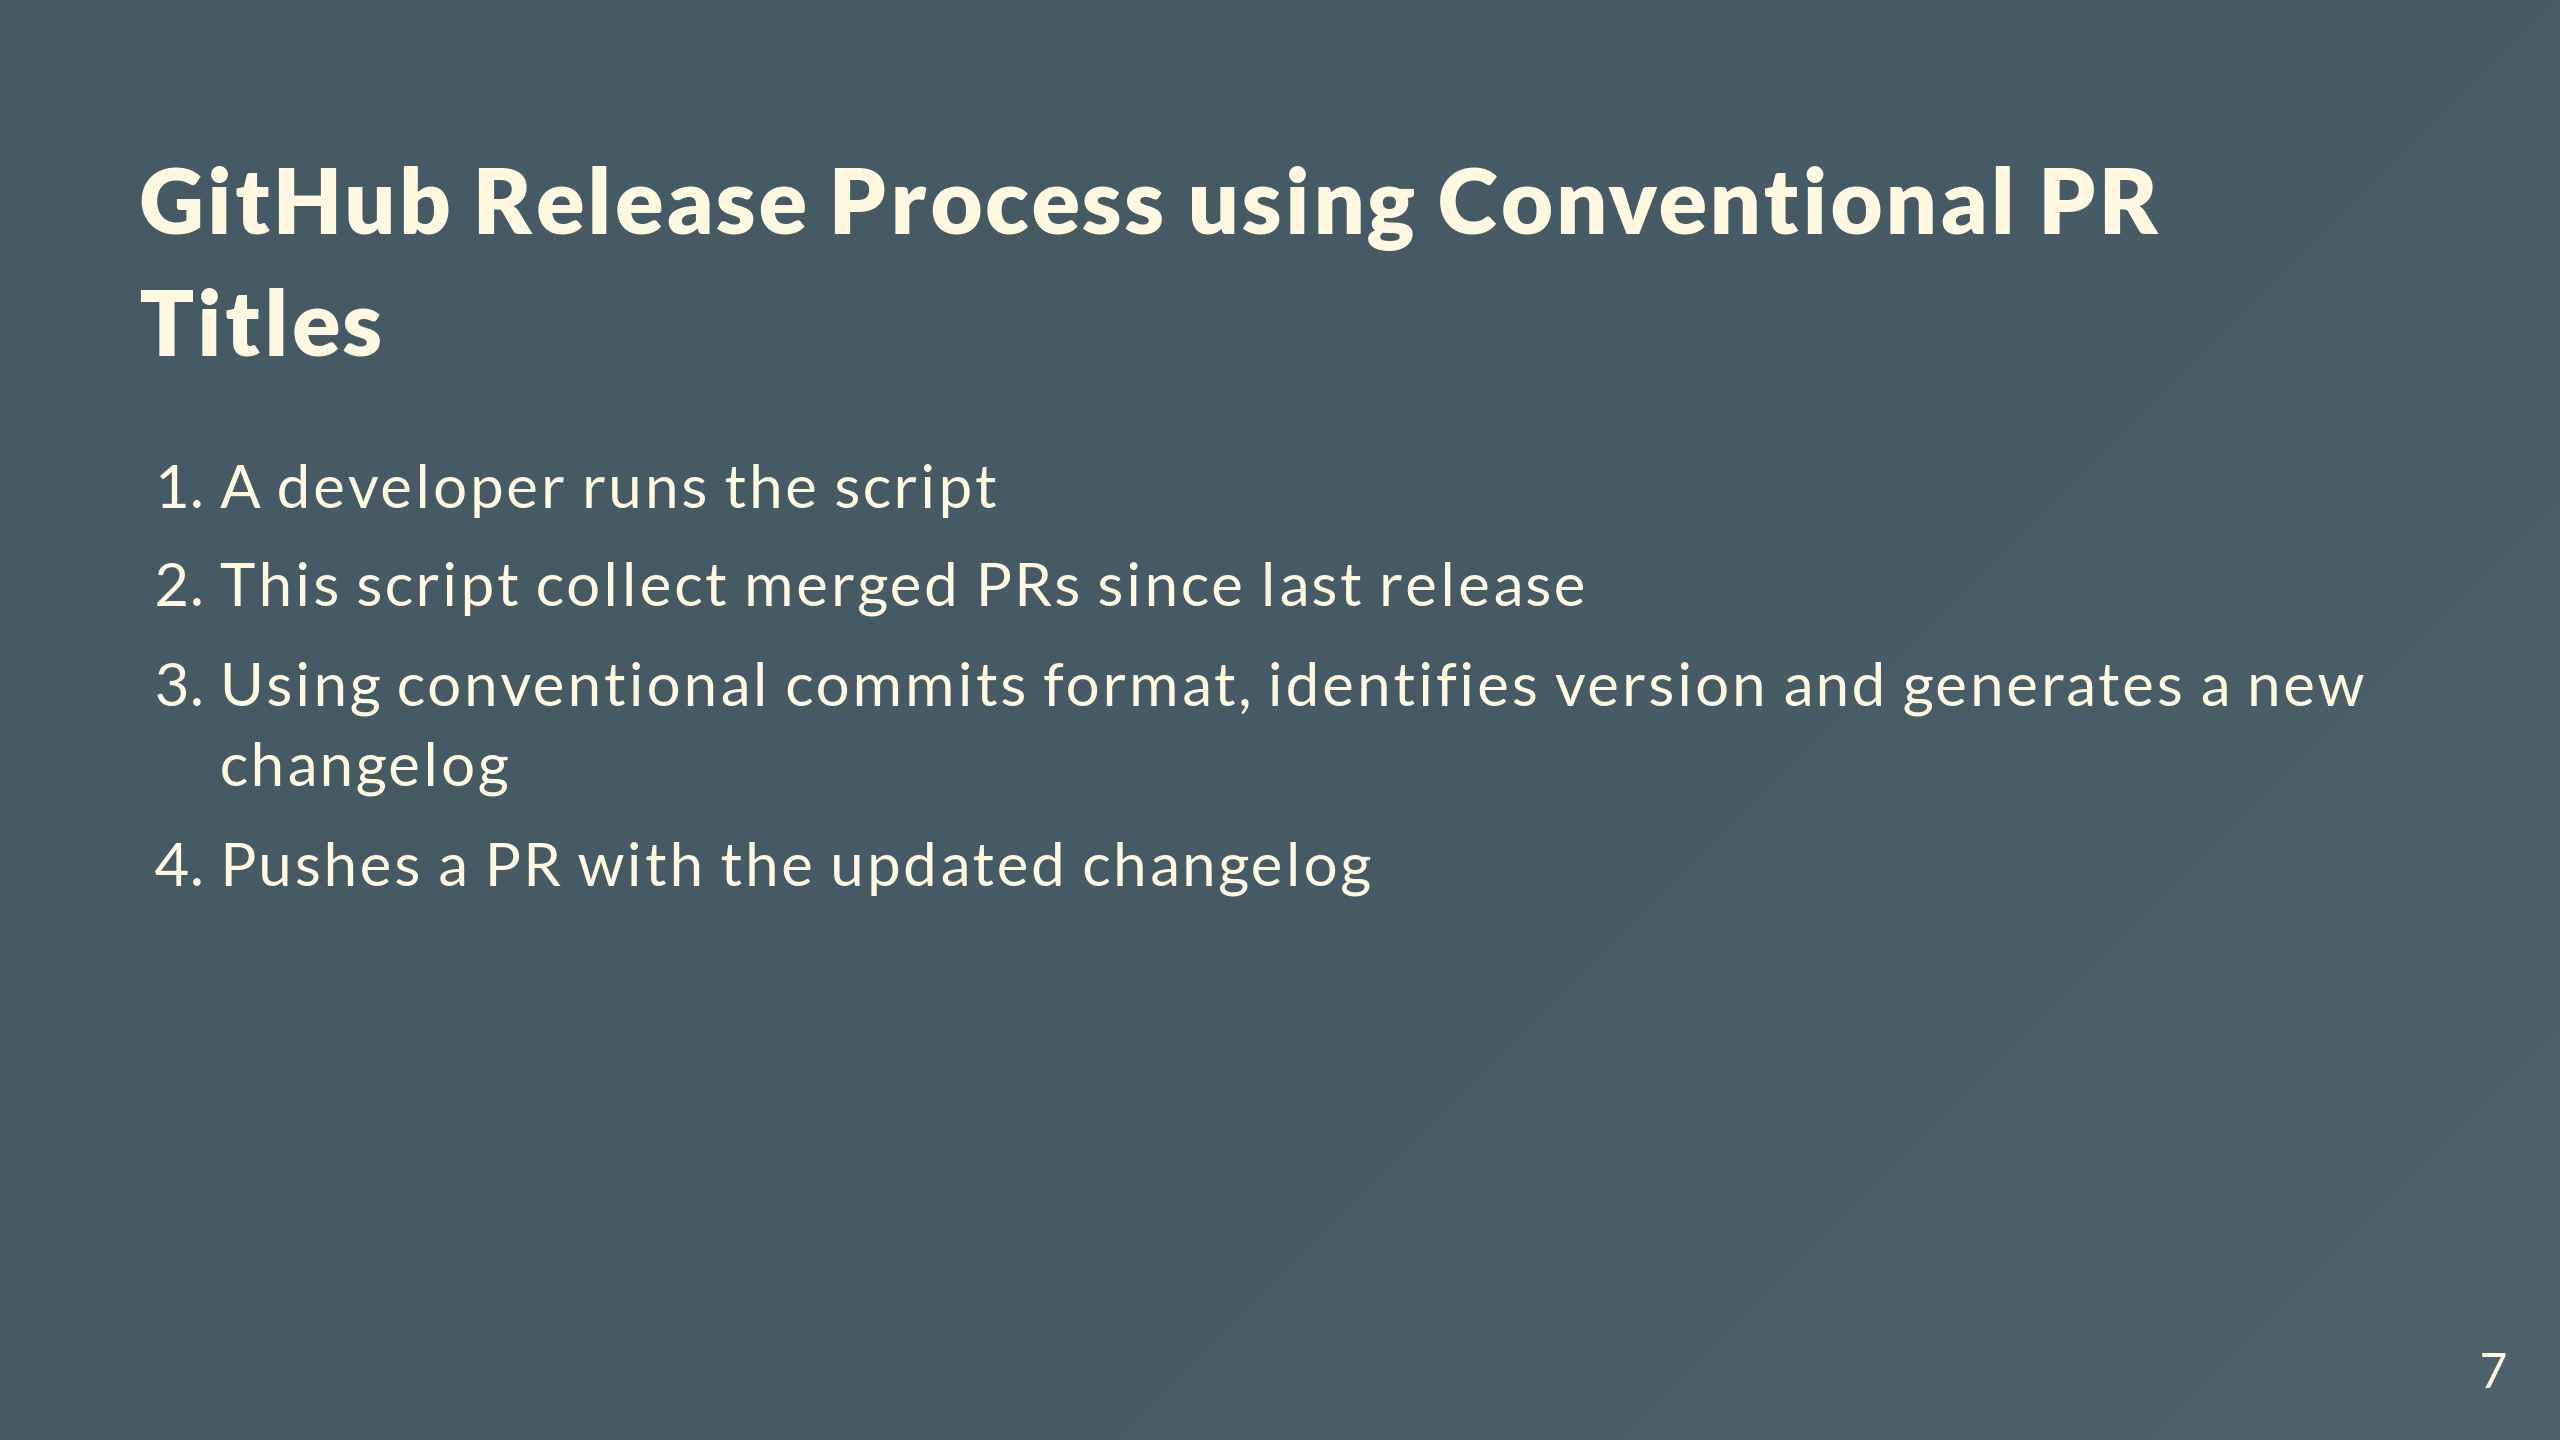 GitHub Release Process using Conventional PR
Titles
1. A developer runs the script
2. This script collect merged PRs since last release
3. Using conventional commits format, identifies version and generates a new
changelog
4. Pushes a PR with the updated changelog
7